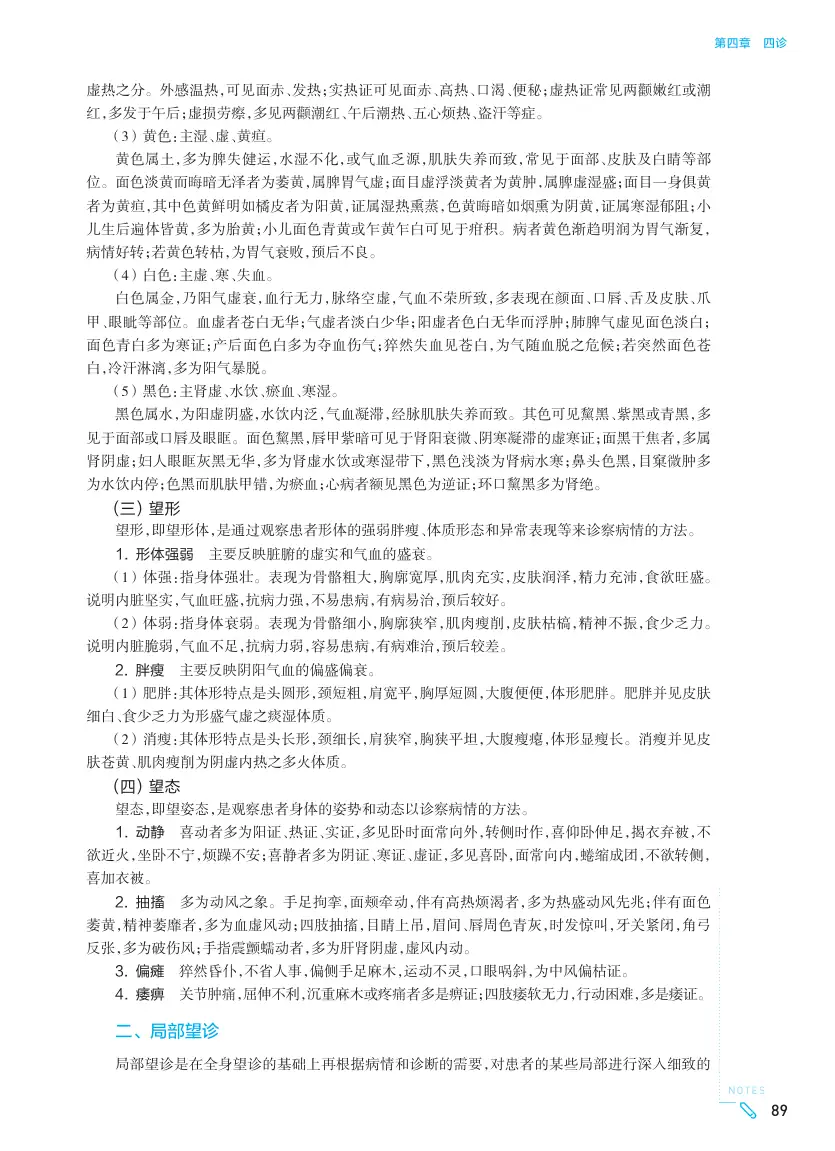 第四章　四诊
虚热之分。外感温热,可见面赤、发热;实热证可见面赤、高热、口渴、便秘;虚热证常见两颧嫩红或潮
红,多发于午后;虚损劳瘵,多见两颧潮红、午后潮热、五心烦热、盗汗等症。
（3）黄色:主湿、虚、黄疸。
黄色属土,多为脾失健运,水湿不化,或气血乏源,肌肤失养而致,常见于面部、皮肤及白睛等部
位。面色淡黄而晦暗无泽者为萎黄,属脾胃气虚;面目虚浮淡黄者为黄肿,属脾虚湿盛;面目一身俱黄
者为黄疸,其中色黄鲜明如橘皮者为阳黄,证属湿热熏蒸,色黄晦暗如烟熏为阴黄,证属寒湿郁阻;小
儿生后遍体皆黄,多为胎黄;小儿面色青黄或乍黄乍白可见于疳积。病者黄色渐趋明润为胃气渐复,
病情好转;若黄色转枯,为胃气衰败,预后不良。
（4）白色:主虚、寒、失血。
白色属金,乃阳气虚衰,血行无力,脉络空虚,气血不荣所致,多表现在颜面、口唇、舌及皮肤、爪
甲、眼眦等部位。血虚者苍白无华;气虚者淡白少华;阳虚者色白无华而浮肿;肺脾气虚见面色淡白;
面色青白多为寒证;产后面色白多为夺血伤气;猝然失血见苍白,为气随血脱之危候;若突然面色苍
白,冷汗淋漓,多为阳气暴脱。
（5）黑色:主肾虚、水饮、瘀血、寒湿。
黑色属水,为阳虚阴盛,水饮内泛,气血凝滞,经脉肌肤失养而致。其色可见黧黑、紫黑或青黑,多
见于面部或口唇及眼眶。面色黧黑,唇甲紫暗可见于肾阳衰微、阴寒凝滞的虚寒证;面黑干焦者,多属
肾阴虚;妇人眼眶灰黑无华,多为肾虚水饮或寒湿带下,黑色浅淡为肾病水寒;鼻头色黑,目窠微肿多
为水饮内停;色黑而肌肤甲错,为瘀血;心病者额见黑色为逆证;环口黧黑多为肾绝。
（三）望形
望形,即望形体,是通过观察患者形体的强弱胖瘦、体质形态和异常表现等来诊察病情的方法。
1. 形体强弱　主要反映脏腑的虚实和气血的盛衰。
（1）体强:指身体强壮。表现为骨骼粗大,胸廓宽厚,肌肉充实,皮肤润泽,精力充沛,食欲旺盛。
说明内脏坚实,气血旺盛,抗病力强,不易患病,有病易治,预后较好。
（2）体弱:指身体衰弱。表现为骨骼细小,胸廓狭窄,肌肉瘦削,皮肤枯槁,精神不振,食少乏力。
说明内脏脆弱,气血不足,抗病力弱,容易患病,有病难治,预后较差。
2. 胖瘦　主要反映阴阳气血的偏盛偏衰。
（1）肥胖:其体形特点是头圆形,颈短粗,肩宽平,胸厚短圆,大腹便便,体形肥胖。肥胖并见皮肤
细白、食少乏力为形盛气虚之痰湿体质。
（2）消瘦:其体形特点是头长形,颈细长,肩狭窄,胸狭平坦,大腹瘦瘪,体形显瘦长。消瘦并见皮
肤苍黄、肌肉瘦削为阴虚内热之多火体质。
（四）望态
望态,即望姿态,是观察患者身体的姿势和动态以诊察病情的方法。
1. 动静　喜动者多为阳证、热证、实证,多见卧时面常向外,转侧时作,喜仰卧伸足,揭衣弃被,不
欲近火,坐卧不宁,烦躁不安;喜静者多为阴证、寒证、虚证,多见喜卧,面常向内,蜷缩成团,不欲转侧,
喜加衣被。
2. 抽搐　多为动风之象。手足拘挛,面颊牵动,伴有高热烦渴者,多为热盛动风先兆;伴有面色
萎黄,精神萎靡者,多为血虚风动;四肢抽搐,目睛上吊,眉间、唇周色青灰,时发惊叫,牙关紧闭,角弓
反张,多为破伤风;手指震颤蠕动者,多为肝肾阴虚,虚风内动。
3. 偏瘫　猝然昏仆,不省人事,偏侧手足麻木,运动不灵,口眼㖞斜,为中风偏枯证。
4. 痿痹　关节肿痛,屈伸不利,沉重麻木或疼痛者多是痹证;四肢痿软无力,行动困难,多是痿证。
二、局部望诊
局部望诊是在全身望诊的基础上再根据病情和诊断的需要,对患者的某些局部进行深入细致的
NOTES
89